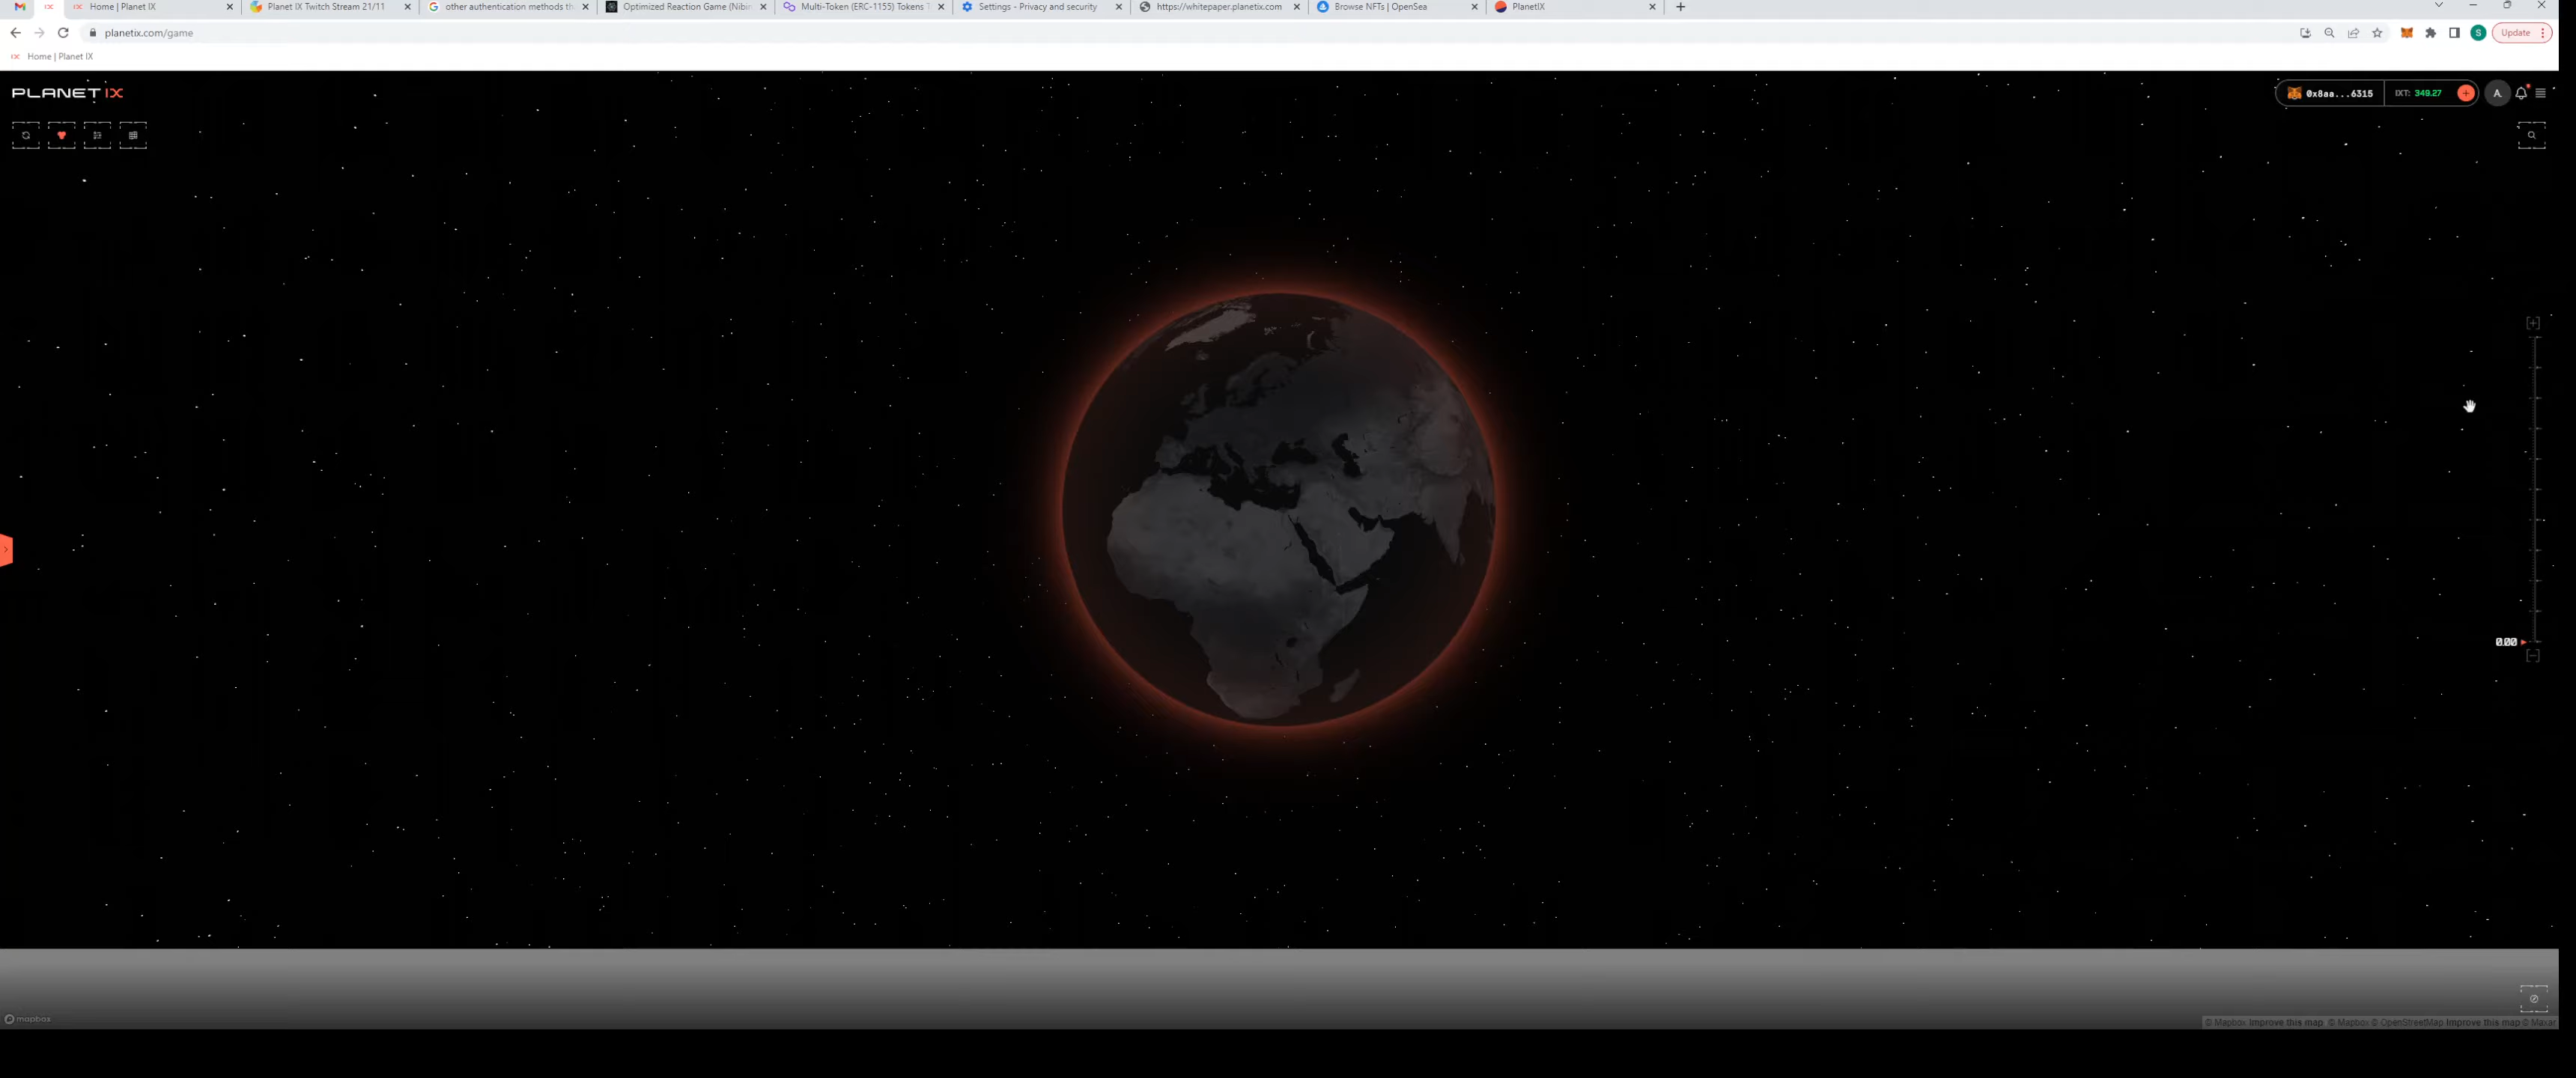 Home | Planet IX
Planet IX Twitch Stream 21/11
other authentication methods th
Optimized Reaction Game (Nibin
Multi-Token (ERC-1155) Tokens T
Settings - Privacy and security
https://whitepaper.planetix.com
Browse NFTs | OpenSea
PlanetIX
planetix.com/game
S
Update
IX Home | Planet IX
PLANET IX
0x8aa...6315
IXT: 349.27
A
[+]
0.00
[-]
mapbox
© Mapbox Improve this map © Mapbox © OpenStreetMap Improve this map © Maxar